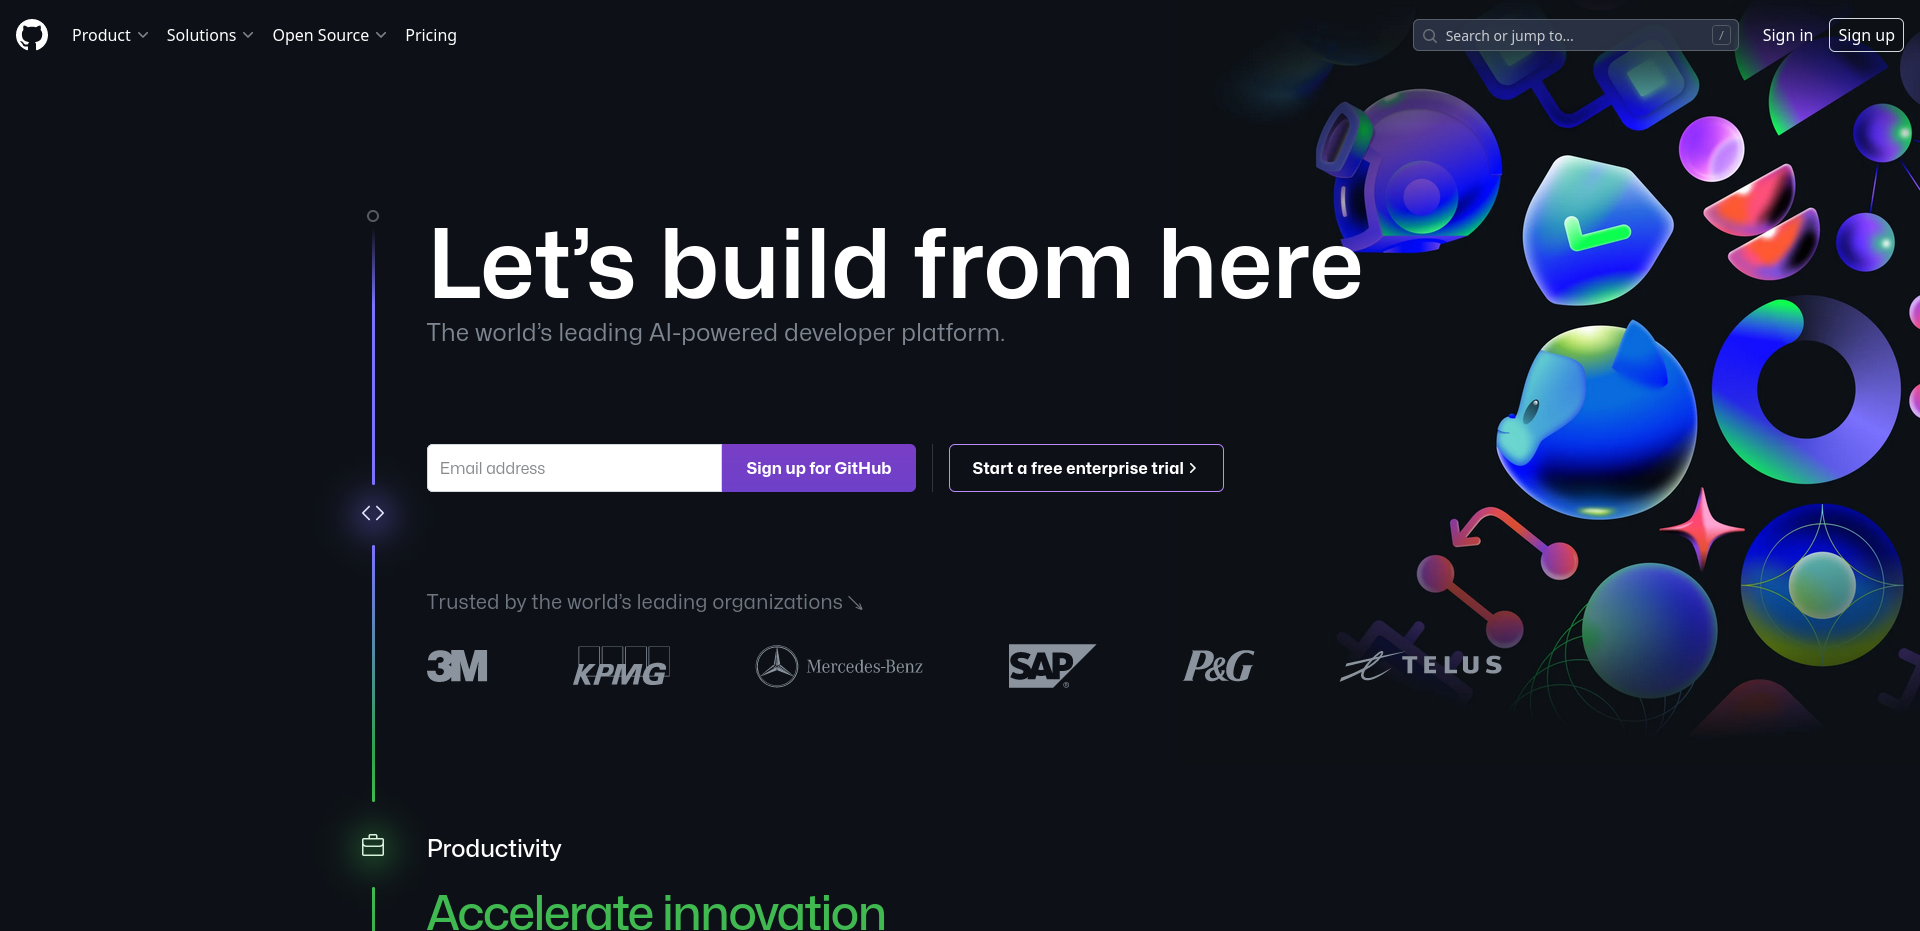 Product
Solutions
Open Source
Pricing
Search or jump to...
/
Sign in
Sign up
Let’s build from here
The world’s leading AI-powered developer platform.
Email address
Sign up for GitHub
Start a free enterprise trial
Trusted by the world’s leading organizations
3M
KPMG
Mercedes-Benz
SAP®
P&G
TELUS
Productivity
Accelerate innovation